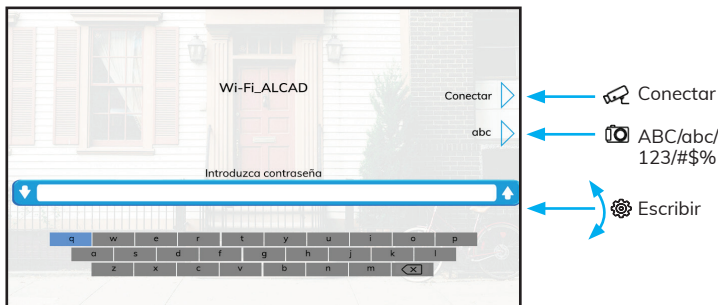 Wi-Fi_ALCAD
Conectar
abc
Introduzca contraseña
q w e r t y u i o p
a s d f g h j k l
z x c v b n m
Conectar
ABC/abc/
123/#$%
Escribir